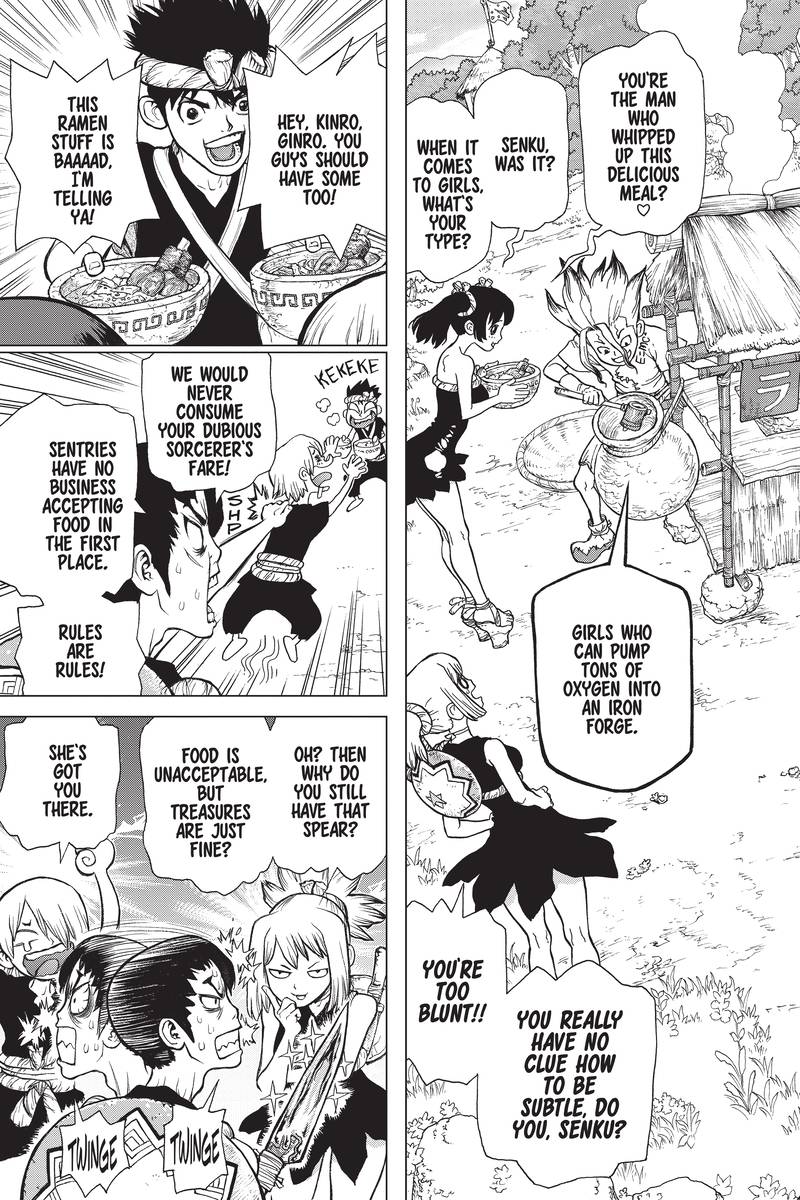 YOU'RE
THE MAN
WHO
WHIPPED
UP THIS
DELICIOUS
MEAL?
♡
SENKU,
WAS IT?
WHEN IT
COMES
TO GIRLS,
WHAT'S
YOUR
TYPE?
ラ
GIRLS WHO
CAN PUMP
TONS OF
OXYGEN INTO
AN IRON
FORGE.
YOU'RE
TOO
BLUNT!!
YOU REALLY
HAVE NO
CLUE HOW
TO BE
SUBTLE, DO
YOU, SENKU?
HEY, KINRO,
GINRO. YOU
GUYS SHOULD
HAVE SOME
TOO!
THIS
RAMEN
STUFF IS
BAAAAD,
I'M
TELLING
YA!
KEKEKE
WE WOULD
NEVER
CONSUME
YOUR DUBIOUS
SORCERER'S
FARE!
SHP
SENTRIES
HAVE NO
BUSINESS
ACCEPTING
FOOD IN
THE FIRST
PLACE.
RULES
ARE
RULES!
OH? THEN
WHY DO
YOU STILL
HAVE THAT
SPEAR?
FOOD IS
UNACCEPTABLE,
BUT
TREASURES
ARE JUST
FINE?
SHE'S
GOT
YOU
THERE.
TWINGE
TWINGE